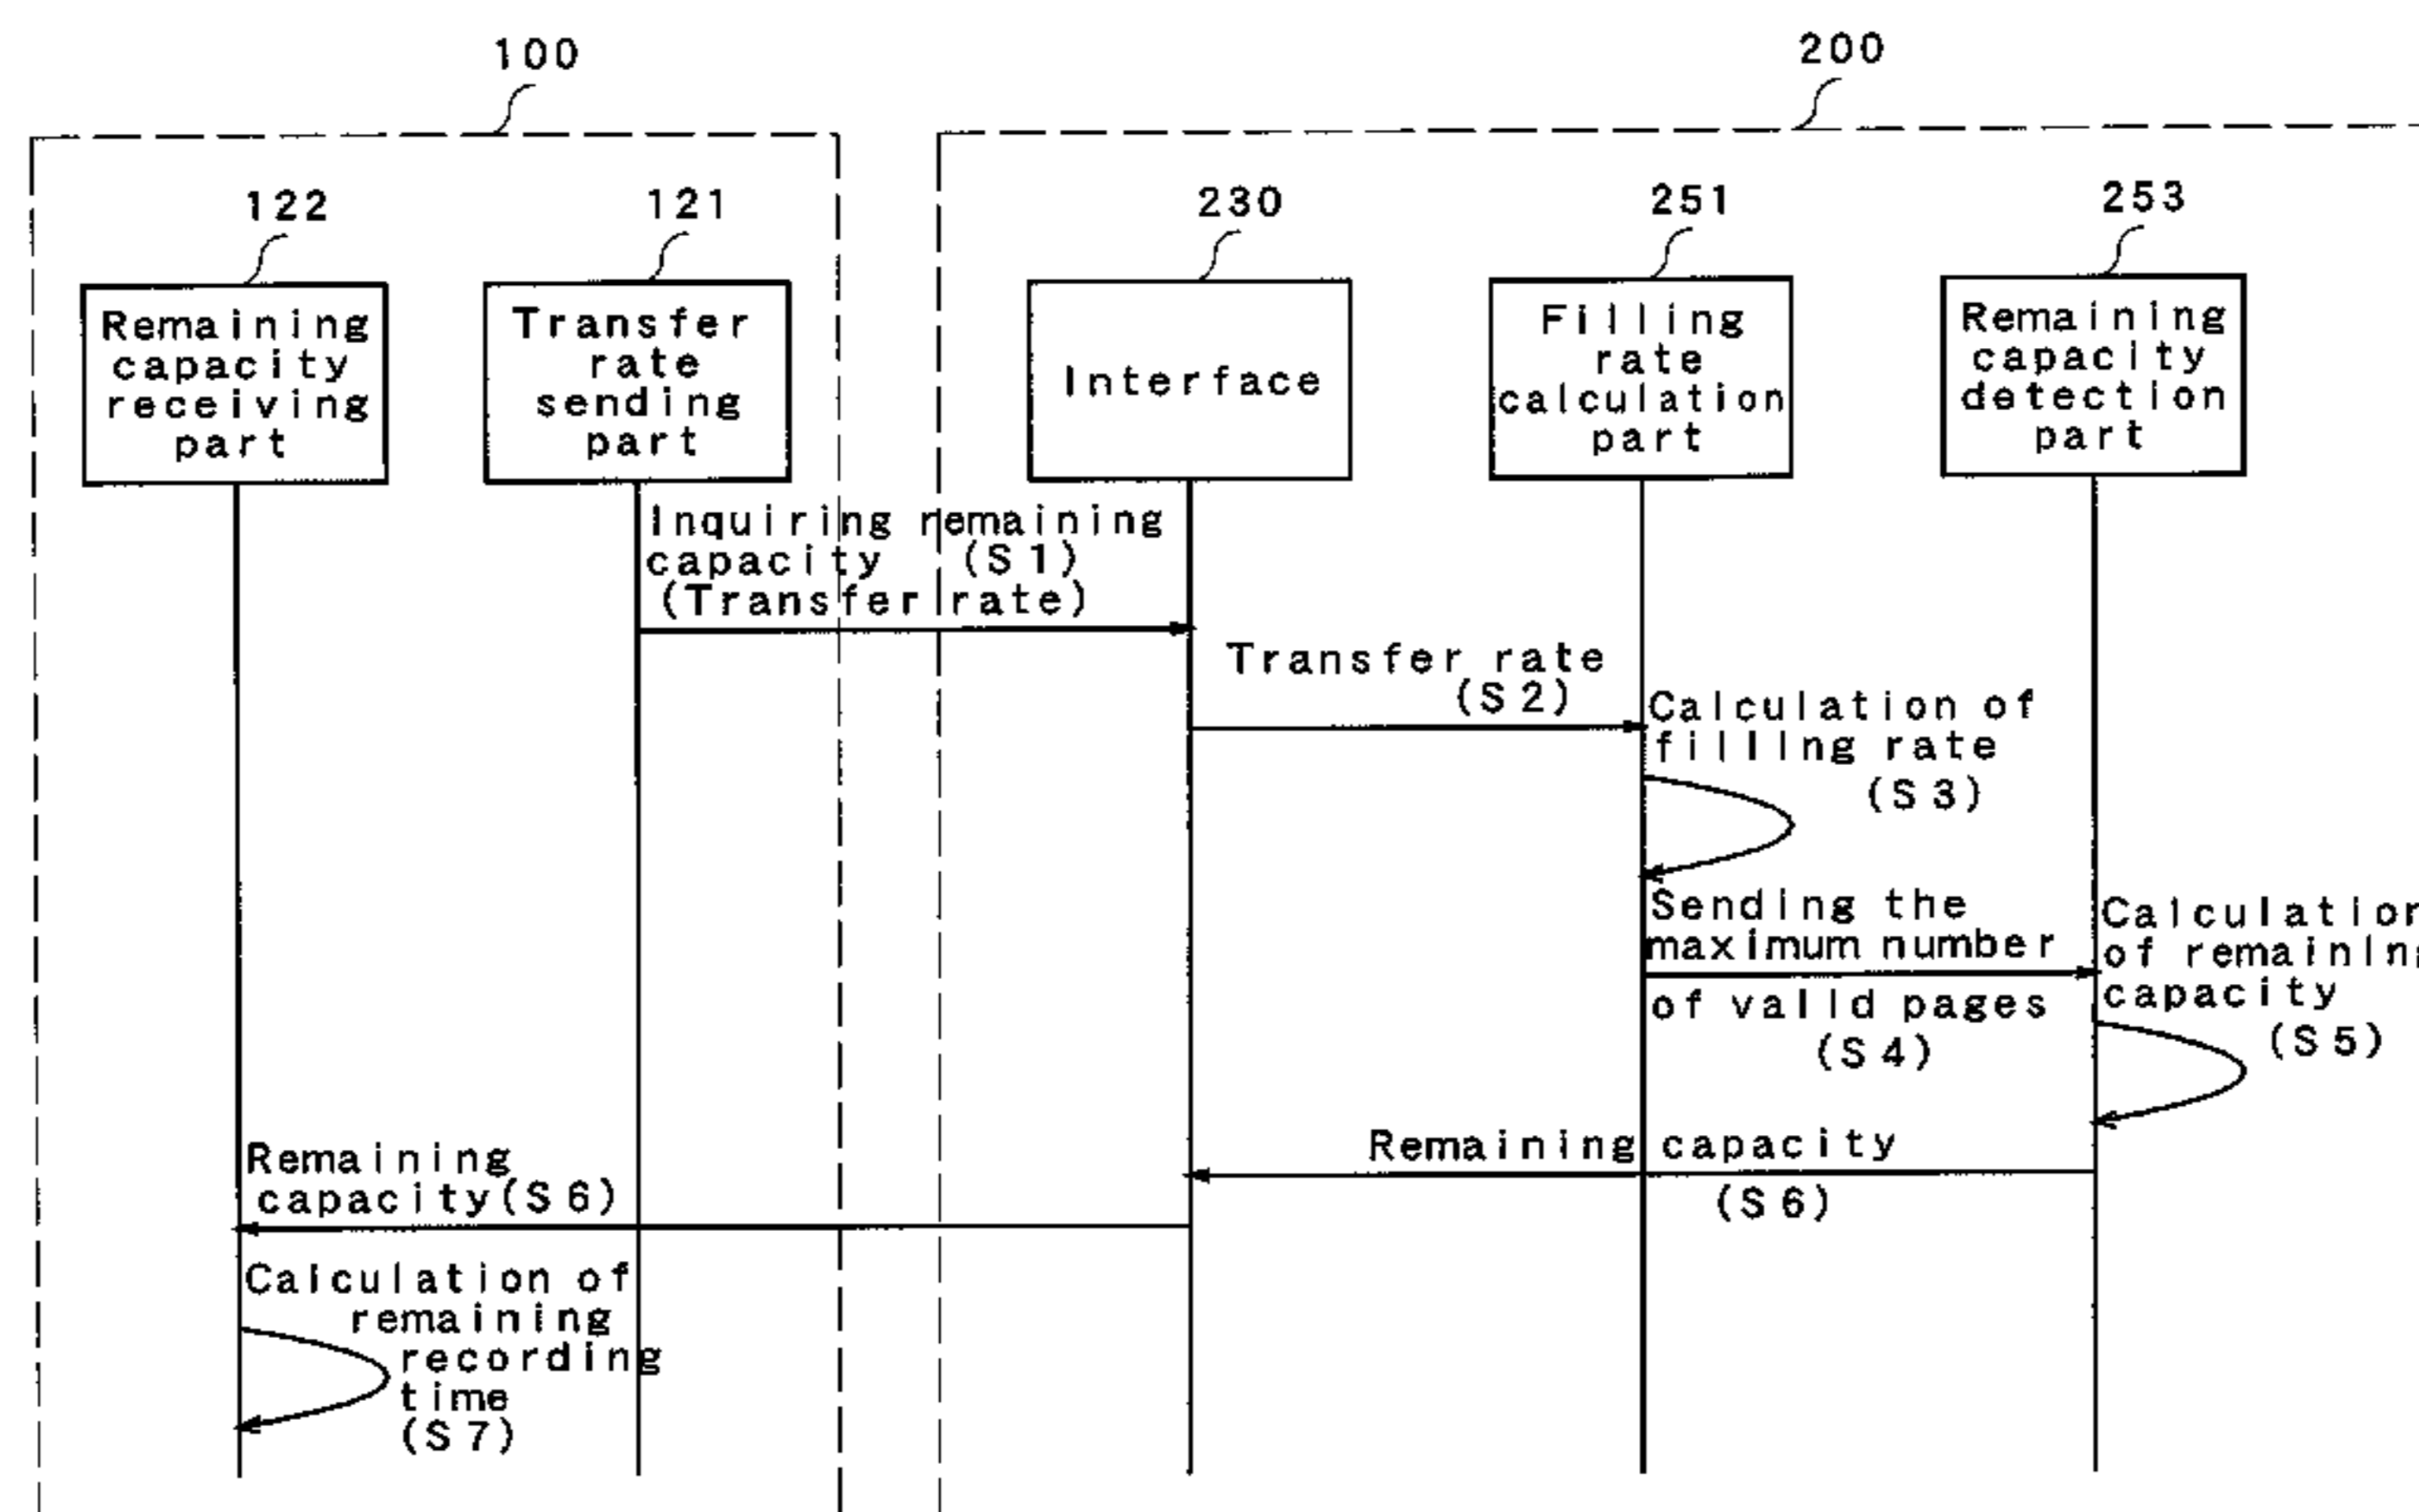 100
200
122
121
230
251
253
Remaining
capacity
receiving
part
Transfer
rate
sending
part
Interface
Filling
rate
calculation
part
Remaining
capacity
detection
part
Inquiring remaining
capacity (S1)
(Transfer rate)
Transfer rate
(S2)
Calculation of
filling rate
(S3)
Sending the
maximum number
of valid pages
(S4)
Calculation
of remaining
capacity
(S5)
Remaining capacity
(S6)
Remaining
capacity(S6)
Calculation of
remaining
recording
time
(S7)